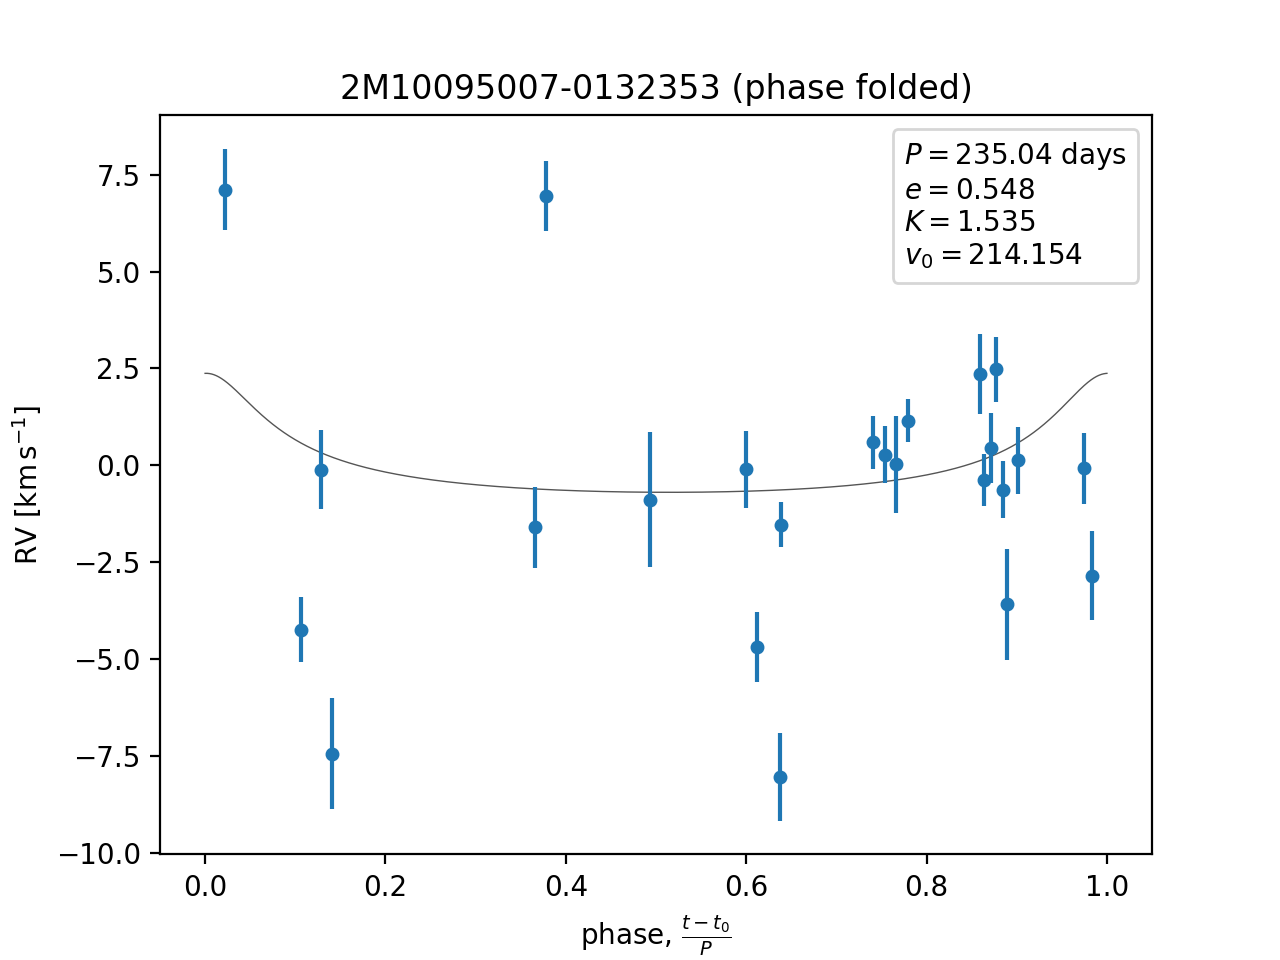 2M10095007-0132353 (phase folded)
P = 235.04 days
e = 0.548
K = 1.535
v₀ = 214.154
7.5
5.0
2.5
0.0
−2.5
−5.0
−7.5
−10.0
RV [km s⁻¹]
0.0 0.2 0.4 0.6 0.8 1.0
phase, (t − t₀)/P